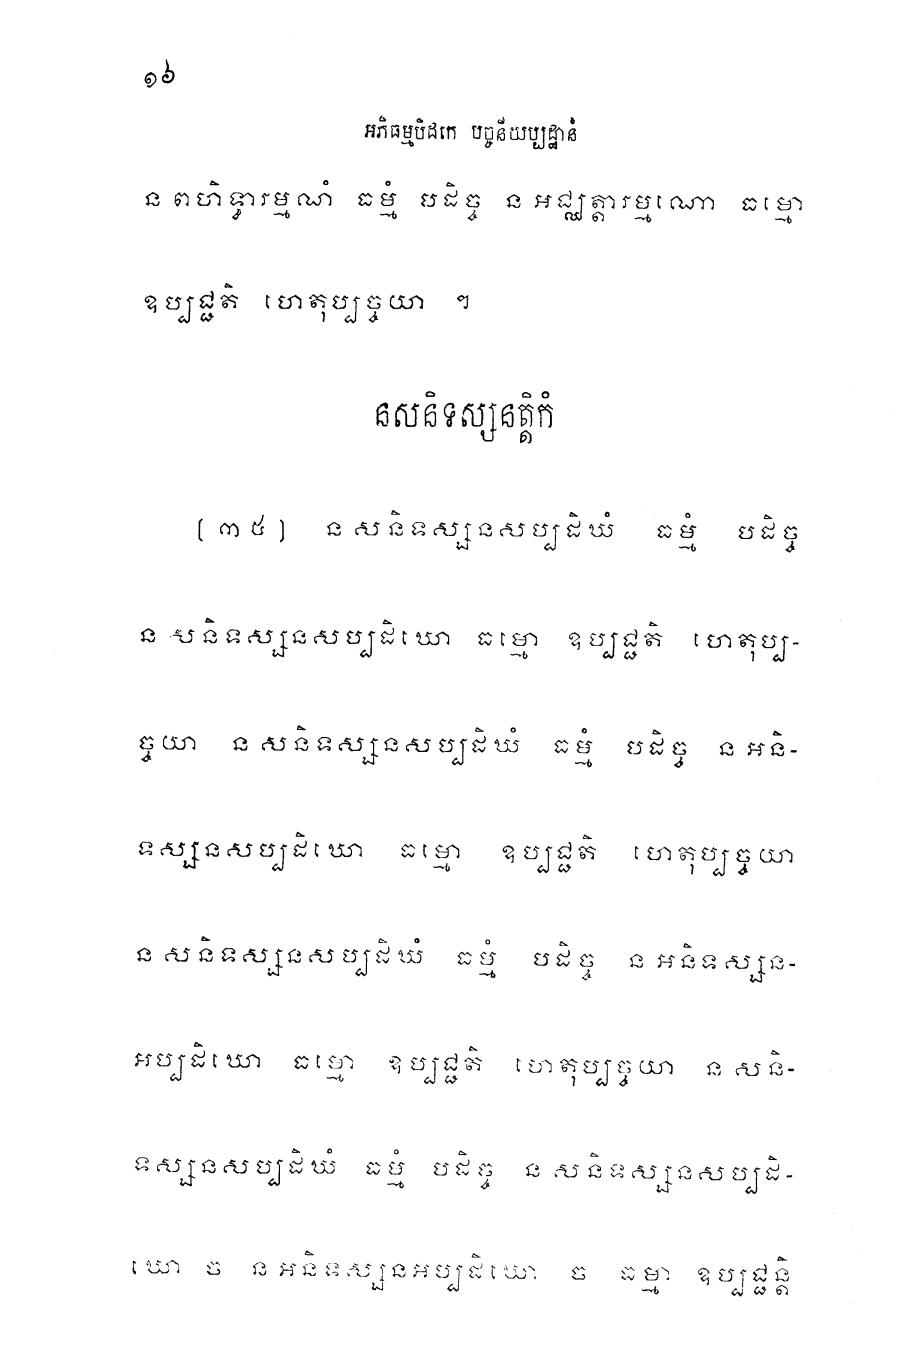 ១៦
អភិធម្មបិដកេ បច្ចនីយប្បដ្ឋានំ
ន ពហិទ្ធារម្មណំ ធម្មំ បដិច្ច ន អជ្ឈត្តារម្មណោ ធម្មោ
ឧប្បជ្ជតិ ហេតុប្បច្ចយា ។
នសនិទស្សនត្តិកំ
[៣៥] ន សនិទស្សនសប្បដិឃំ ធម្មំ បដិច្ច
ន សនិទស្សនសប្បដិឃោ ធម្មោ ឧប្បជ្ជតិ ហេតុប្ប-
ច្ចយា ន សនិទស្សនសប្បដិឃំ ធម្មំ បដិច្ច ន អនិ-
ទស្សនសប្បដិឃោ ធម្មោ ឧប្បជ្ជតិ ហេតុប្បច្ចយា
ន សនិទស្សនសប្បដិឃំ ធម្មំ បដិច្ច ន អនិទស្សន-
អប្បដិឃោ ធម្មោ ឧប្បជ្ជតិ ហេតុប្បច្ចយា ន សនិ-
ទស្សនសប្បដិឃំ ធម្មំ បដិច្ច ន សនិទស្សនសប្បដិ-
ឃោ ច ន អនិទស្សនអប្បដិឃោ ច ធម្មា ឧប្បជ្ជន្តិ